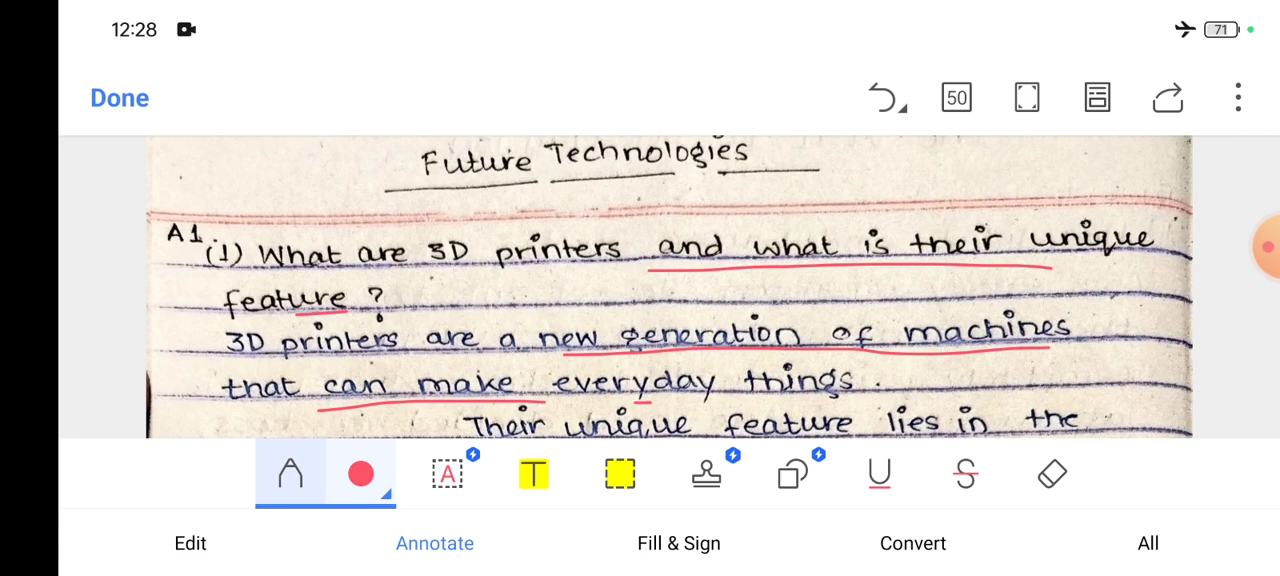 12:28
71
Done
50
Future Technologies
A1.(1) What are 3D printers and what is their unique
feature ?
3D printers are a new generation of machines
that can make everyday things.
Their unique feature lies in the
A
T
U
S
Edit
Annotate
Fill & Sign
Convert
All